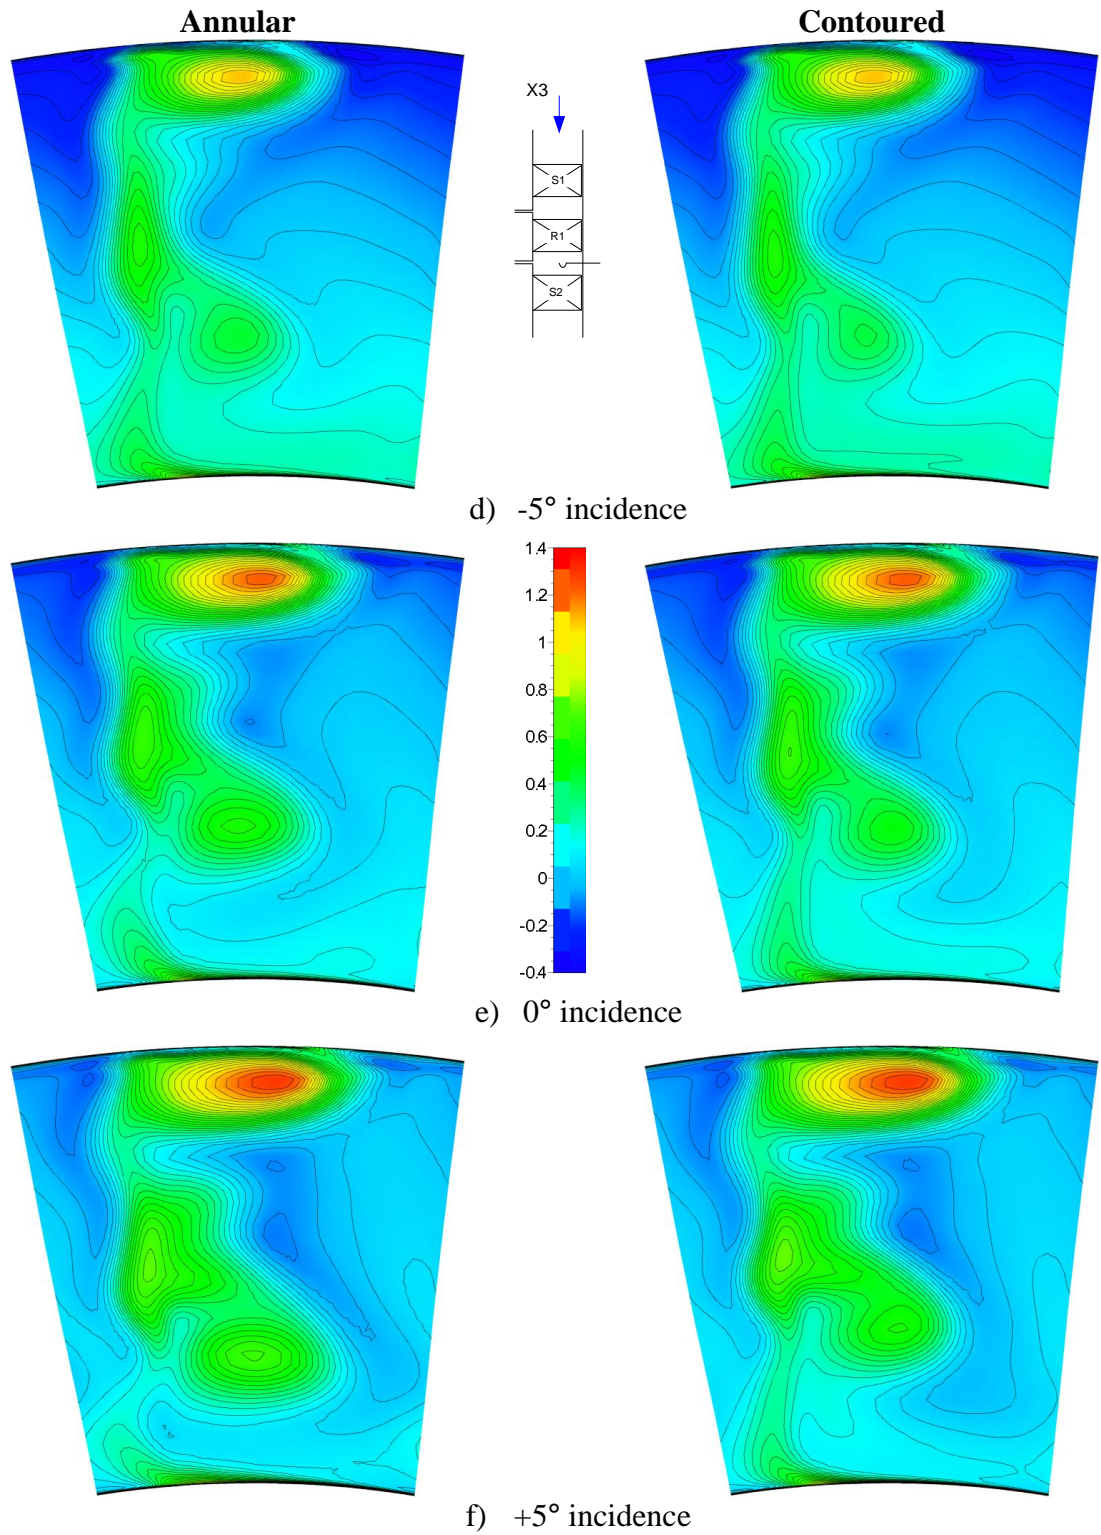 Annular
Contoured
X3
S1
R1
S2
d) -5° incidence
1.4
1.2
1
0.8
0.6
0.4
0.2
0
-0.2
-0.4
e) 0° incidence
f) +5° incidence